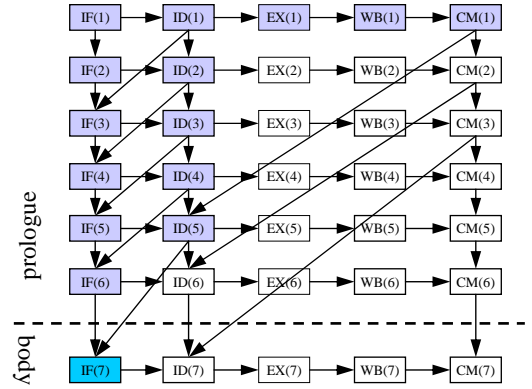 IF(1) ID(1) EX(1) WB(1) CM(1)
IF(2) ID(2) EX(2) WB(2) CM(2)
IF(3) ID(3) EX(3) WB(3) CM(3)
IF(4) ID(4) EX(4) WB(4) CM(4)
IF(5) ID(5) EX(5) WB(5) CM(5)
IF(6) ID(6) EX(6) WB(6) CM(6)
prologue
IF(7) ID(7) EX(7) WB(7) CM(7)
body